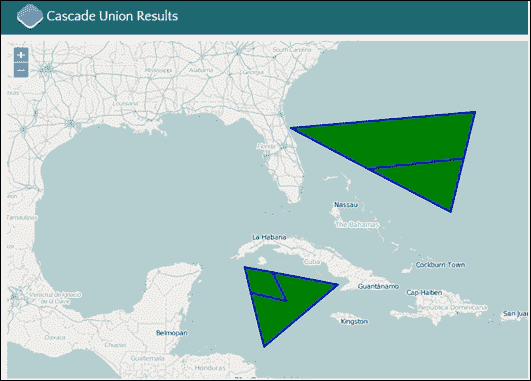 Cascade Union Results
+
South Carolina
Mississippi
Alabama
Georgia
Louisiana
Florida
Nassau
The Bahamas
Tamaulipas
La Habana
Cuba
Cockburn Town
Guantánamo
Cap-Haïtien
Veracruz de Ignacio
de la Llave
República Dominicana
San Juan
Kingston
Belmopan
Oaxaca
Chiapas
Guatemala
Honduras